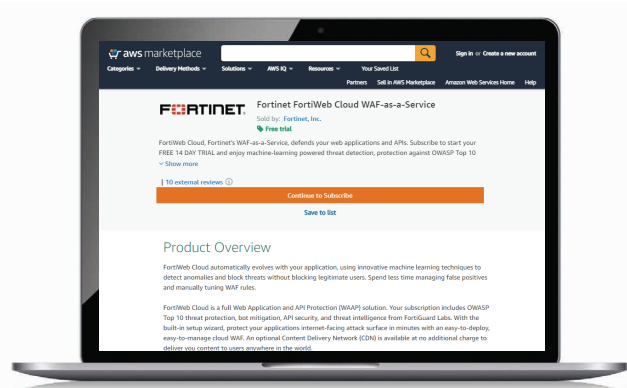 aws marketplace
Sign in or Create a new account
Categories Delivery Methods Solutions AWS IQ Resources Your Saved List
Partners Sell in AWS Marketplace Amazon Web Services Home Help
FORTINET
Fortinet FortiWeb Cloud WAF-as-a-Service
Sold by: Fortinet, Inc.
Free trial
FortiWeb Cloud, Fortinet's WAF-as-a-Service, defends your web applications and APIs. Subscribe to start your
FREE 14 DAY TRIAL and enjoy machine-learning powered threat detection, protection against OWASP Top 10
Show more
| 10 external reviews
Continue to Subscribe
Save to list
Product Overview
FortiWeb Cloud automatically evolves with your application, using innovative machine learning techniques to
detect anomalies and block threats without blocking legitimate users. Spend less time managing false positives
and manually tuning WAF rules.
FortiWeb Cloud is a full Web Application and API Protection (WAAP) solution. Your subscription includes OWASP
Top 10 threat protection, bot mitigation, API security, and threat intelligence from FortiGuard Labs. With the
built-in setup wizard, protect your applications internet-facing attack surface in minutes with an easy-to-deploy,
easy-to-manage cloud WAF. An optional Content Delivery Network (CDN) is available at no additional charge to
deliver you content to users anywhere in the world.